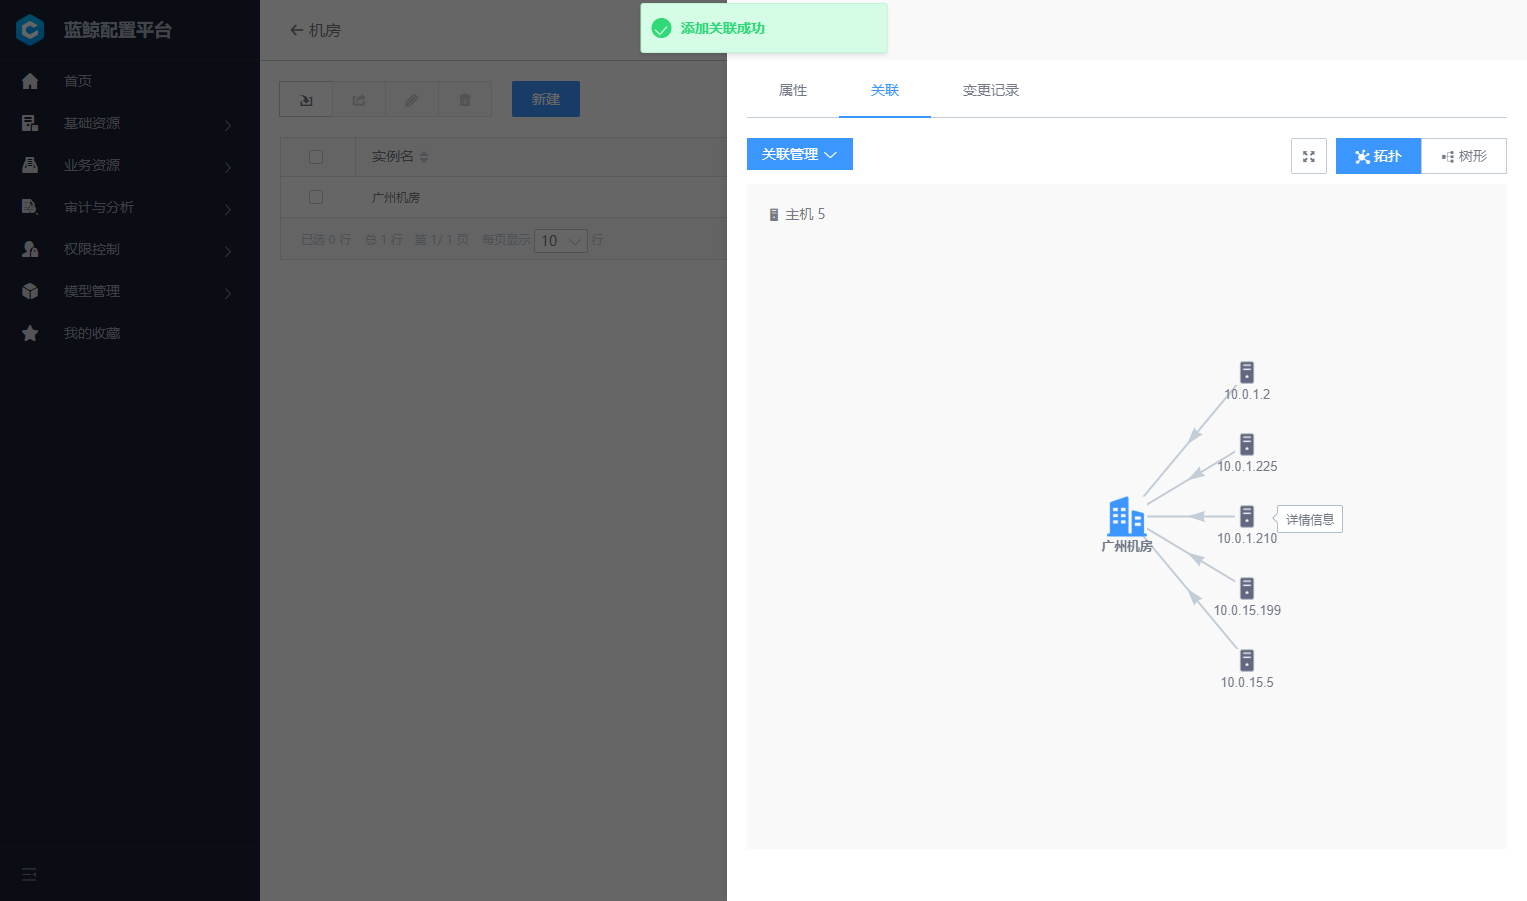 蓝鲸配置平台
首页
基础资源
业务资源
审计与分析
权限控制
模型管理
我的收藏
机房
新建
实例名
广州机房
已选 0 行 总 1 行 第 1/ 1 页 每页显示 10 行
添加关联成功
属性 关联 变更记录
关联管理
拓扑 树形
主机 5
10.0.1.2
10.0.1.225
10.0.1.210
详情信息
广州机房
10.0.15.199
10.0.15.5